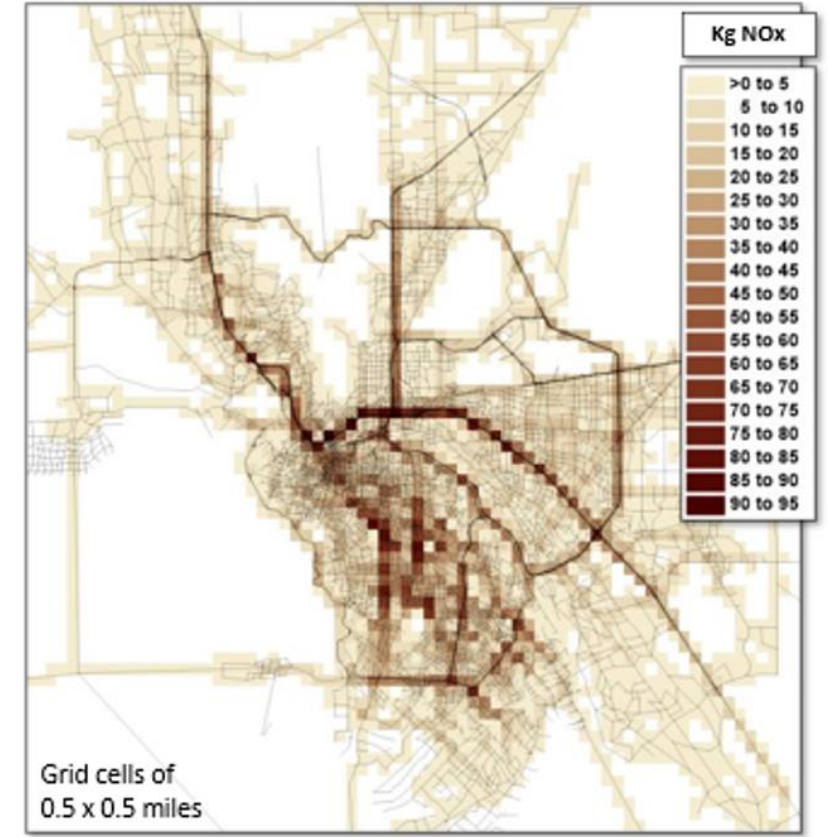 Kg NOx
>0 to 5
5 to 10
10 to 15
15 to 20
20 to 25
25 to 30
30 to 35
35 to 40
40 to 45
45 to 50
50 to 55
55 to 60
60 to 65
65 to 70
70 to 75
75 to 80
80 to 85
85 to 90
90 to 95
Grid cells of
0.5 x 0.5 miles